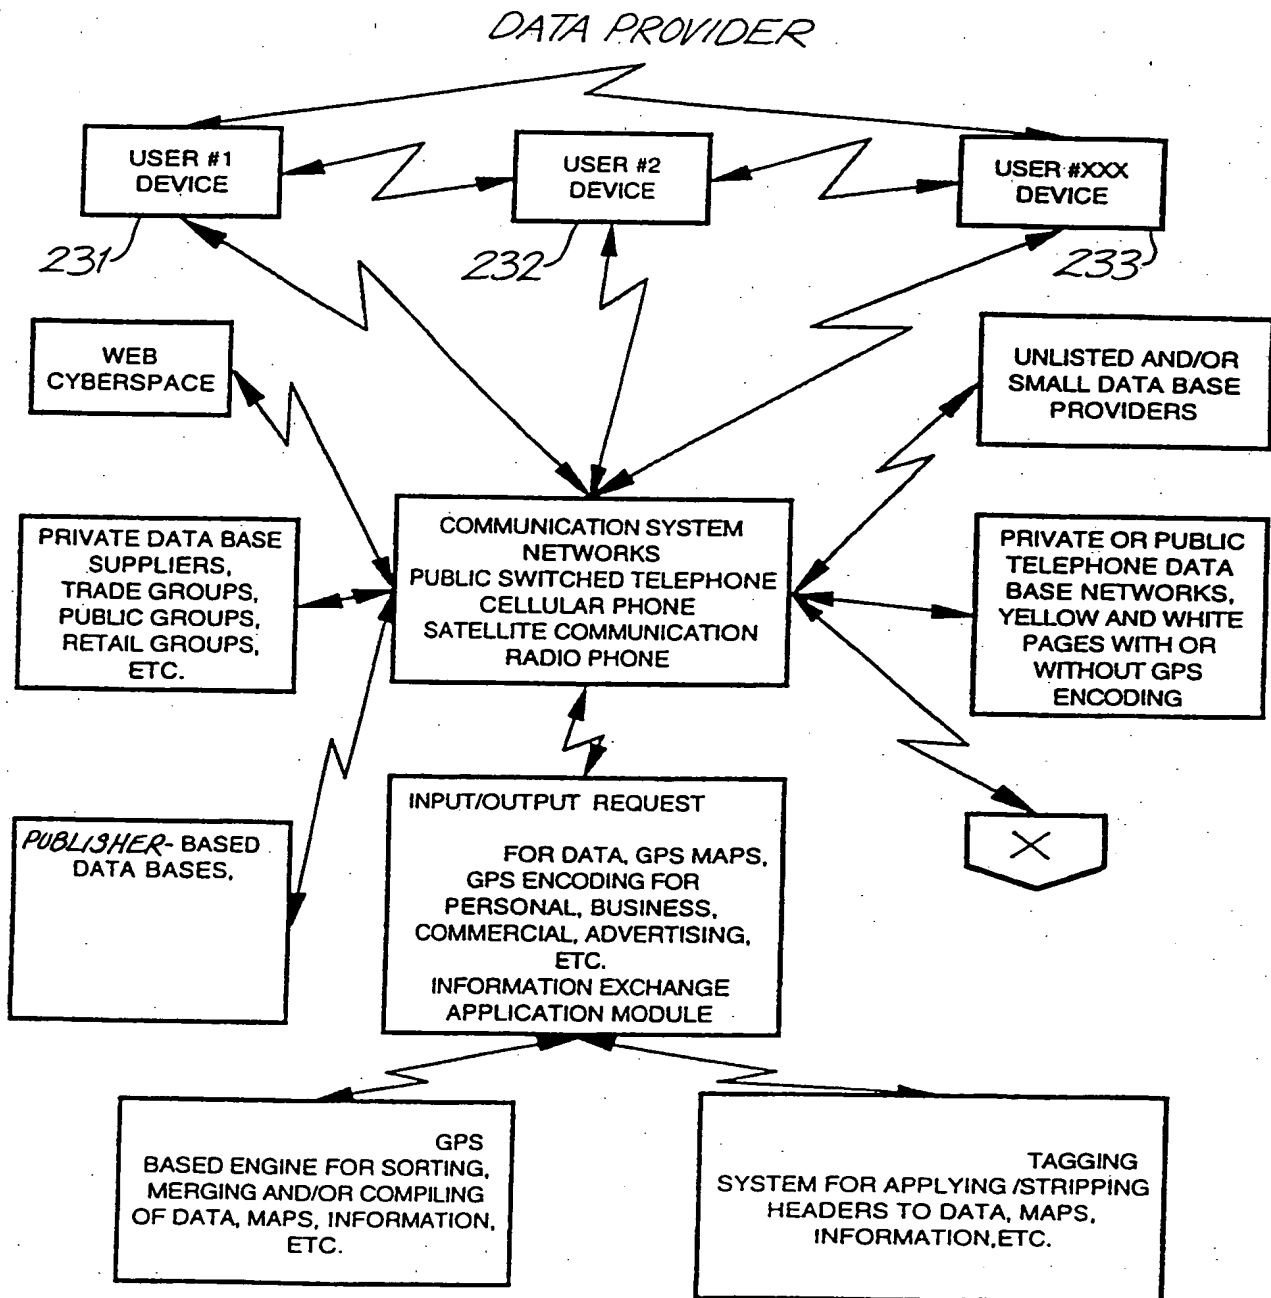 DATA PROVIDER
USER #1
DEVICE
USER #2
DEVICE
USER #XXX
DEVICE
231
232
233
WEB
CYBERSPACE
UNLISTED AND/OR
SMALL DATA BASE
PROVIDERS
PRIVATE DATA BASE
SUPPLIERS,
TRADE GROUPS,
PUBLIC GROUPS,
RETAIL GROUPS,
ETC.
COMMUNICATION SYSTEM
NETWORKS
PUBLIC SWITCHED TELEPHONE
CELLULAR PHONE
SATELLITE COMMUNICATION
RADIO PHONE
PRIVATE OR PUBLIC
TELEPHONE DATA
BASE NETWORKS,
YELLOW AND WHITE
PAGES WITH OR
WITHOUT GPS
ENCODING
PUBLISHER- BASED
DATA BASES,
INPUT/OUTPUT REQUEST
FOR DATA, GPS MAPS,
GPS ENCODING FOR
PERSONAL, BUSINESS,
COMMERCIAL, ADVERTISING,
ETC.
INFORMATION EXCHANGE
APPLICATION MODULE
X
GPS
BASED ENGINE FOR SORTING,
MERGING AND/OR COMPILING
OF DATA, MAPS, INFORMATION,
ETC.
TAGGING
SYSTEM FOR APPLYING /STRIPPING
HEADERS TO DATA, MAPS,
INFORMATION,ETC.